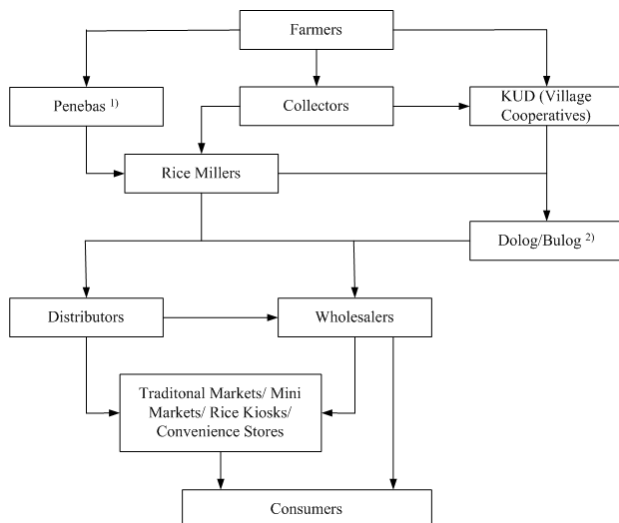 Farmers
Penebas 1)
Collectors
KUD (Village
Cooperatives)
Rice Millers
Dolog/Bulog 2)
Distributors
Wholesalers
Traditonal Markets/ Mini
Markets/ Rice Kiosks/
Convenience Stores
Consumers